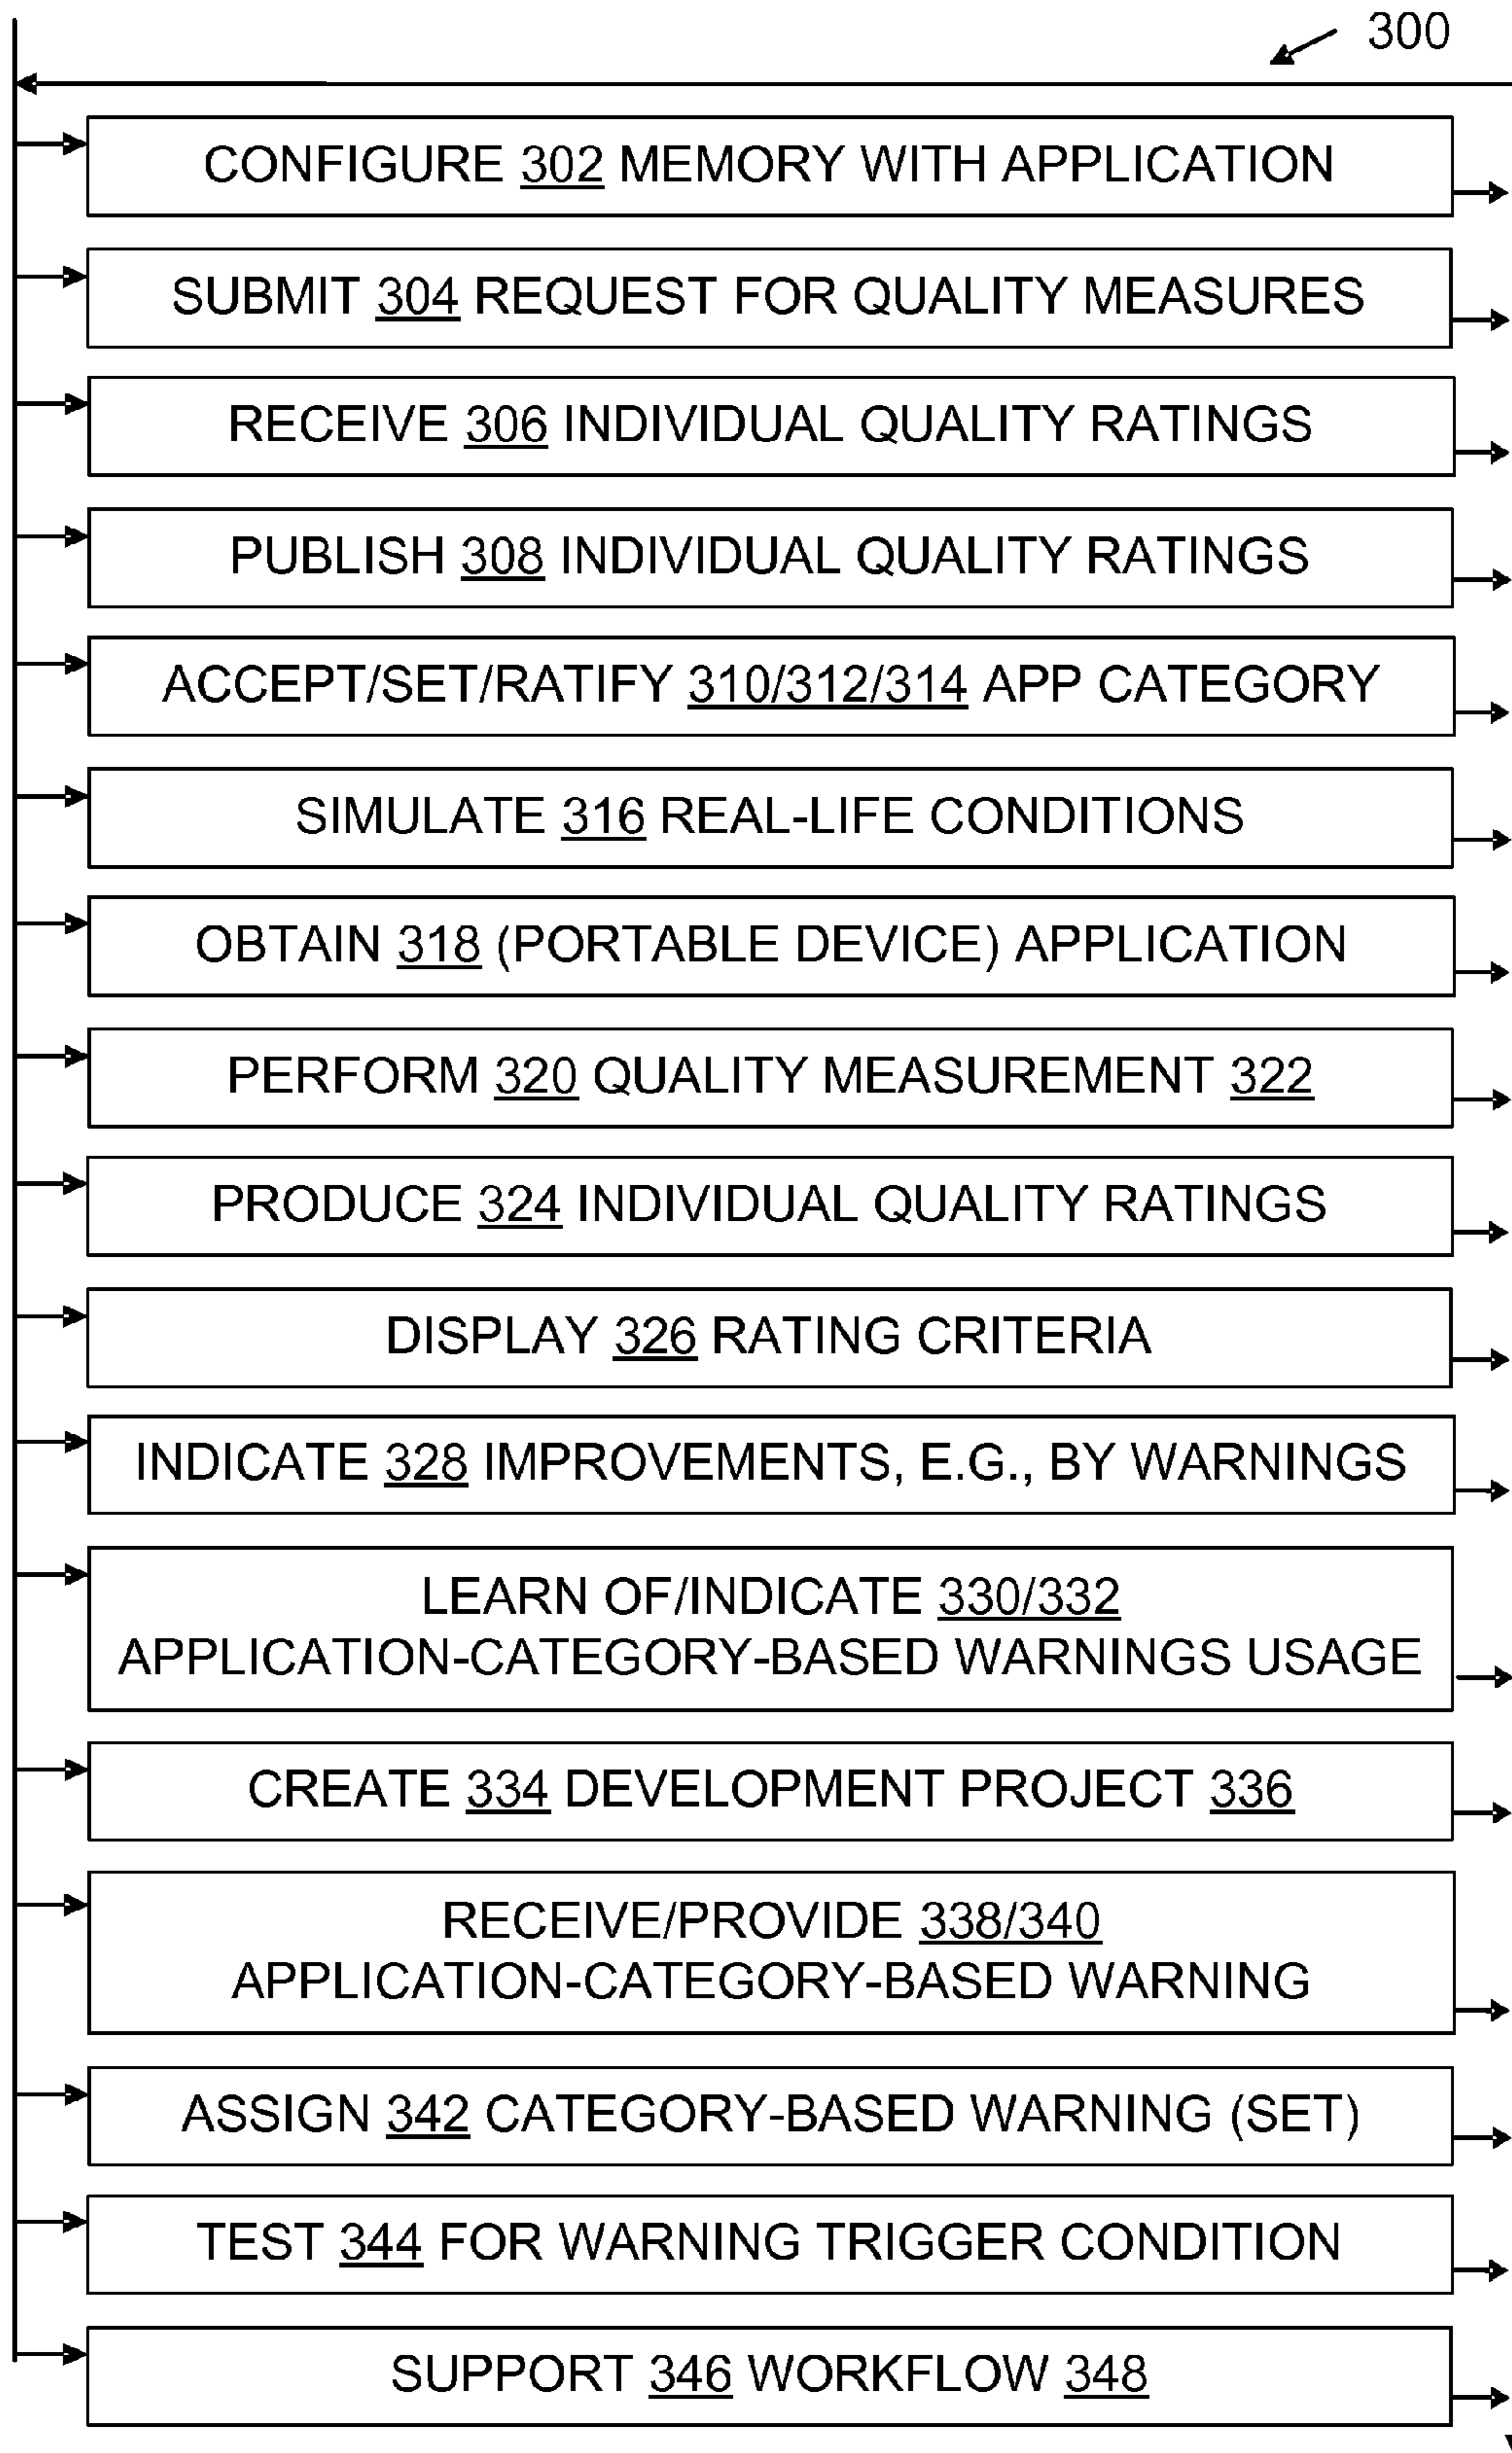 300
CONFIGURE 302 MEMORY WITH APPLICATION
SUBMIT 304 REQUEST FOR QUALITY MEASURES
RECEIVE 306 INDIVIDUAL QUALITY RATINGS
PUBLISH 308 INDIVIDUAL QUALITY RATINGS
ACCEPT/SET/RATIFY 310/312/314 APP CATEGORY
SIMULATE 316 REAL-LIFE CONDITIONS
OBTAIN 318 (PORTABLE DEVICE) APPLICATION
PERFORM 320 QUALITY MEASUREMENT 322
PRODUCE 324 INDIVIDUAL QUALITY RATINGS
DISPLAY 326 RATING CRITERIA
INDICATE 328 IMPROVEMENTS, E.G., BY WARNINGS
LEARN OF/INDICATE 330/332
APPLICATION-CATEGORY-BASED WARNINGS USAGE
CREATE 334 DEVELOPMENT PROJECT 336
RECEIVE/PROVIDE 338/340
APPLICATION-CATEGORY-BASED WARNING
ASSIGN 342 CATEGORY-BASED WARNING (SET)
TEST 344 FOR WARNING TRIGGER CONDITION
SUPPORT 346 WORKFLOW 348